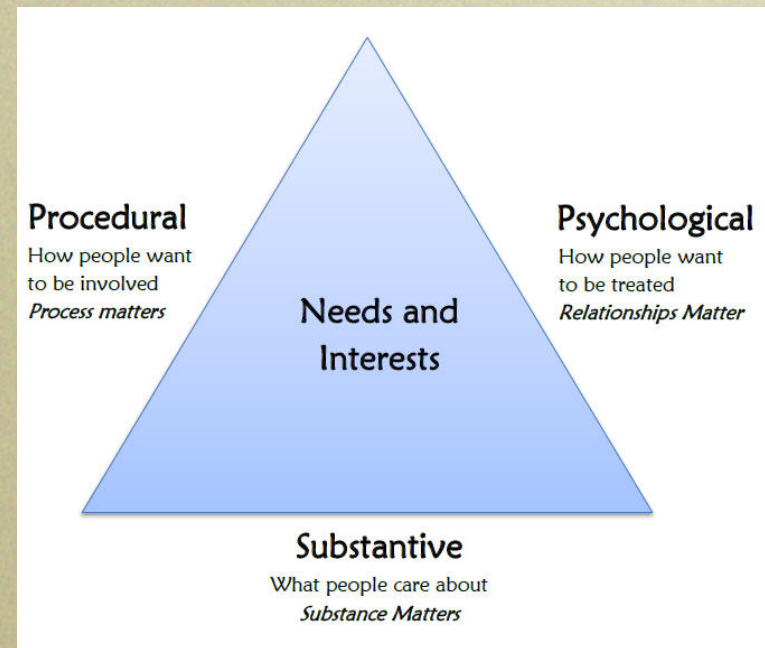 Procedural
How people want
to be involved
Process matters
Psychological
How people want
to be treated
Relationships Matter
Needs and
Interests
Substantive
What people care about
Substance Matters